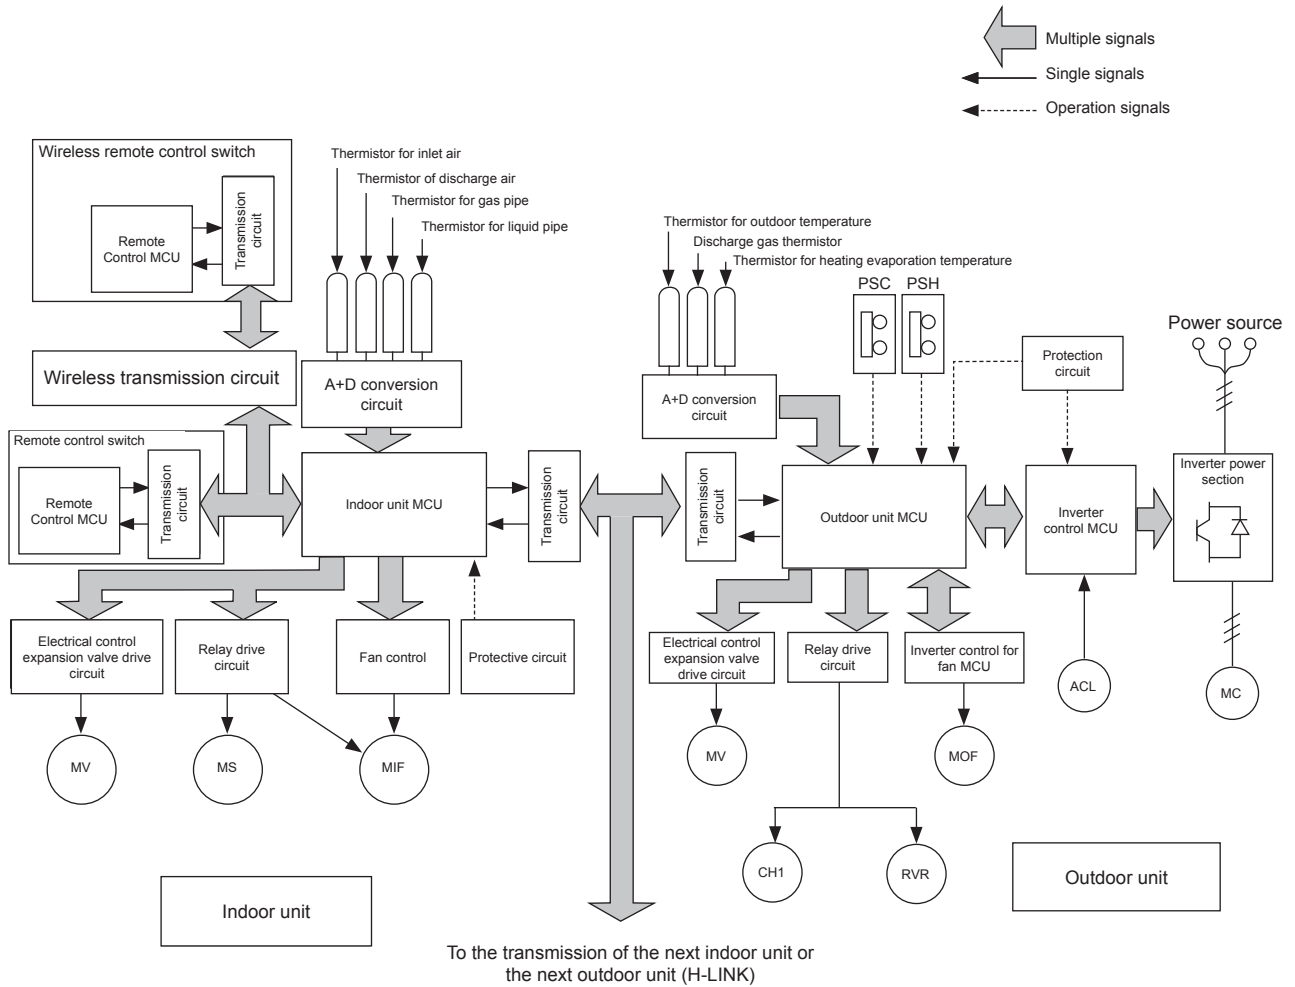 Multiple signals
Single signals
Operation signals
Wireless remote control switch
Remote
Control MCU
Transmission
circuit
Thermistor for inlet air
Thermistor of discharge air
Thermistor for gas pipe
Thermistor for liquid pipe
Wireless transmission circuit
A+D conversion
circuit
Remote control switch
Remote
Control MCU
Transmission
circuit
Indoor unit MCU
Transmission
circuit
Electrical control
expansion valve drive
circuit
Relay drive
circuit
Fan control
Protective circuit
MV
MS
MIF
Indoor unit
Thermistor for outdoor temperature
Discharge gas thermistor
Thermistor for heating evaporation temperature
PSC
PSH
A+D conversion
circuit
Protection
circuit
Power source
Transmission
circuit
Outdoor unit MCU
Inverter
control MCU
Inverter power
section
Electrical control
expansion valve
drive circuit
Relay drive
circuit
Inverter control for
fan MCU
ACL
MC
MV
MOF
CH1
RVR
Outdoor unit
To the transmission of the next indoor unit or
the next outdoor unit (H-LINK)